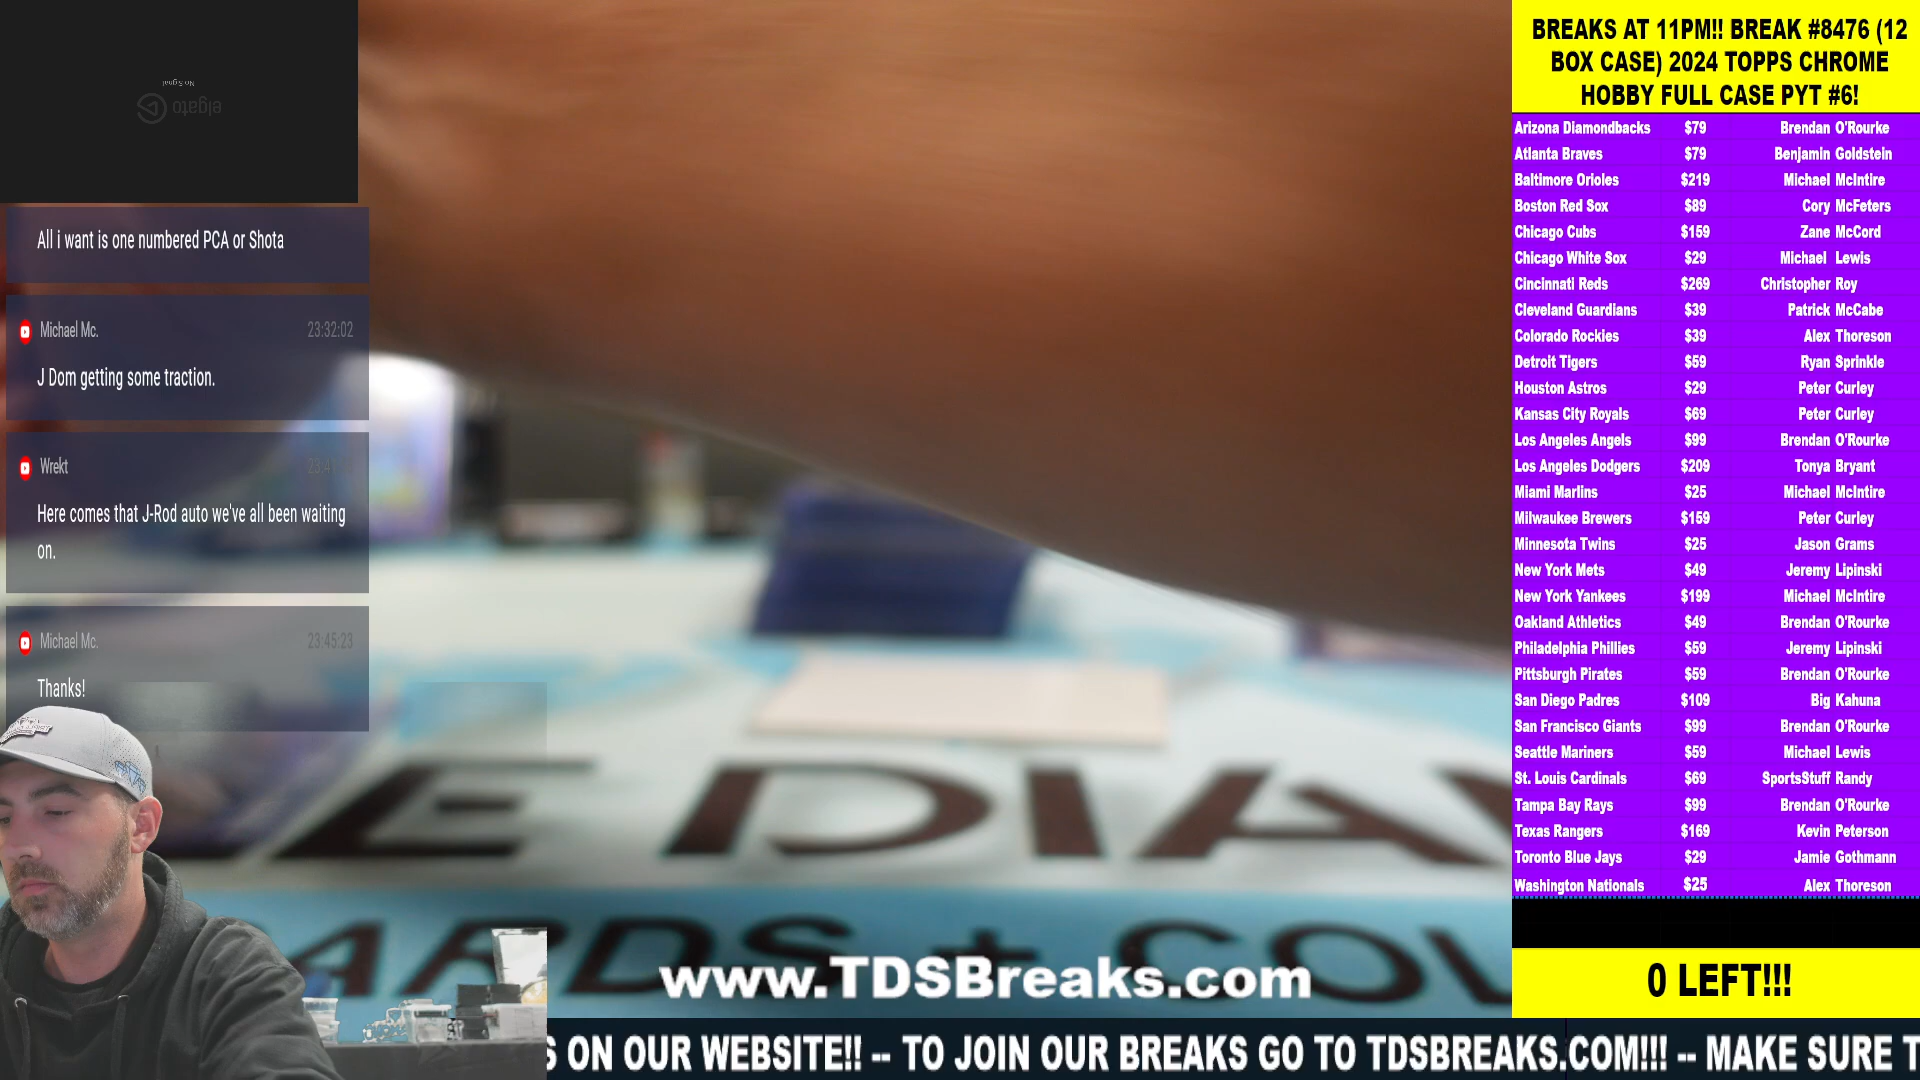 No Signal
elgato
All i want is one numbered PCA or Shota
Michael Mc. 23:32:02
J Dom getting some traction.
Wrekt
Here comes that J-Rod auto we've all been waiting
on.
Michael Mc. 23:45:23
Thanks!
E DIA
ARDS + COL
www.TDSBreaks.com
BREAKS AT 11PM!! BREAK #8476 (12
BOX CASE) 2024 TOPPS CHROME
HOBBY FULL CASE PYT #6!
Arizona Diamondbacks $79 Brendan O'Rourke
Atlanta Braves $79 Benjamin Goldstein
Baltimore Orioles $219 Michael McIntire
Boston Red Sox $89 Cory McFeters
Chicago Cubs $159 Zane McCord
Chicago White Sox $29 Michael Lewis
Cincinnati Reds $269 Christopher Roy
Cleveland Guardians $39 Patrick McCabe
Colorado Rockies $39 Alex Thoreson
Detroit Tigers $59 Ryan Sprinkle
Houston Astros $29 Peter Curley
Kansas City Royals $69 Peter Curley
Los Angeles Angels $99 Brendan O'Rourke
Los Angeles Dodgers $209 Tonya Bryant
Miami Marlins $25 Michael McIntire
Milwaukee Brewers $159 Peter Curley
Minnesota Twins $25 Jason Grams
New York Mets $49 Jeremy Lipinski
New York Yankees $199 Michael McIntire
Oakland Athletics $49 Brendan O'Rourke
Philadelphia Phillies $59 Jeremy Lipinski
Pittsburgh Pirates $59 Brendan O'Rourke
San Diego Padres $109 Big Kahuna
San Francisco Giants $99 Brendan O'Rourke
Seattle Mariners $59 Michael Lewis
St. Louis Cardinals $69 SportsStuff Randy
Tampa Bay Rays $99 Brendan O'Rourke
Texas Rangers $169 Kevin Peterson
Toronto Blue Jays $29 Jamie Gothmann
Washington Nationals $25 Alex Thoreson
0 LEFT!!!
S ON OUR WEBSITE!! -- TO JOIN OUR BREAKS GO TO TDSBREAKS.COM!!! -- MAKE SURE T